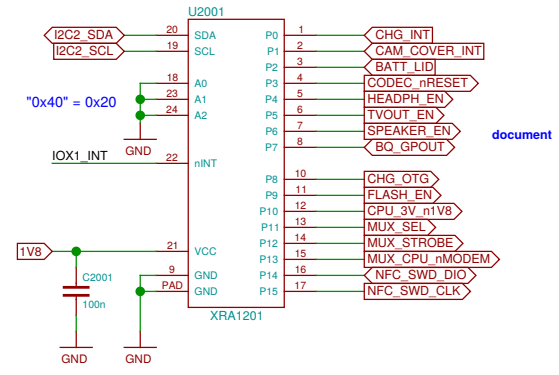 U2001
I2C2_SDA 20 SDA P0 1 CHG_INT
I2C2_SCL 19 SCL P1 2 CAM_COVER_INT
P2 3 BATT_LID
18 A0 P3 4 CODEC_nRESET
"0x40" = 0x20 23 A1 P4 5 HEADPH_EN
24 A2 P5 6 TVOUT_EN
P6 7 SPEAKER_EN
document
GND P7 8 BQ_GPOUT
IOX1_INT 22 nINT
P8 10 CHG_OTG
P9 11 FLASH_EN
P10 12 CPU_3V_n1V8
P11 13 MUX_SEL
1V8 21 VCC P12 14 MUX_STROBE
P13 15 MUX_CPU_nMODEM
C2001 9 GND P14 16 NFC_SWD_DIO
100n PAD GND P15 17 NFC_SWD_CLK
XRA1201
GND GND